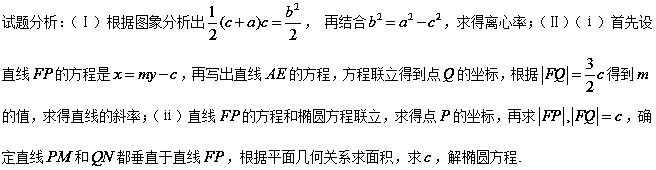 试题分析：(Ⅰ) 根据图象分析出$\frac{1}{2}(c+a)c=\frac{b^2}{2}$， 再结合$b^2=a^2-c^2$，求得离心率；(Ⅱ)（ⅰ）首先设
直线$FP$的方程是$x=my-c$，再写出直线$AE$的方程，方程联立得到点$Q$的坐标，根据$|FQ|=\frac{3}{2}c$得到$m$
的值，求得直线的斜率；(ⅱ) 直线$FP$的方程和椭圆方程联立，求得点$P$的坐标，再求$|FP|,|FQ|=c$，确
定直线$PM$和$QN$都垂直于直线$FP$，根据平面几何关系求面积，求$c$，解椭圆方程.